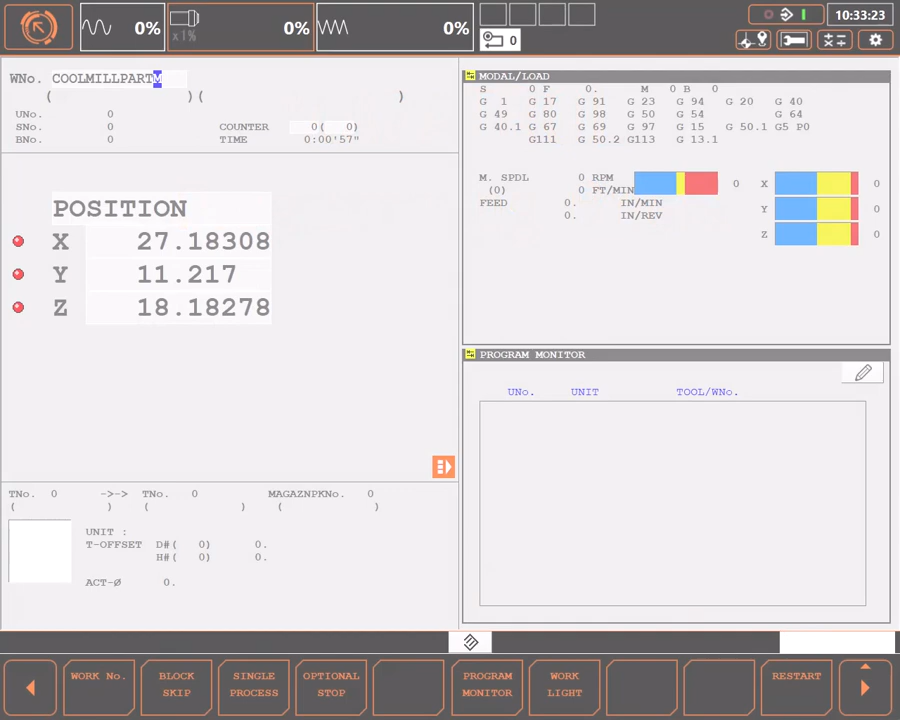 0%
x1%
0%
0%
0
10:33:23
WNo. COOLMILLPARTM
( )( )
UNo. 0
SNo. 0
BNo. 0
COUNTER 0( 0)
TIME 0:00'57"
POSITION
X 27.18308
Y 11.217
Z 18.18278
TNo. 0 ->-> TNo. 0 MAGAZNPKNo. 0
( ) ( ) ( )
UNIT :
T-OFFSET D#( 0) 0.
H#( 0) 0.
ACT-Ø 0.
MODAL/LOAD
S 0 F 0. M 0 B 0
G 1 G 17 G 91 G 23 G 94 G 20 G 40
G 49 G 80 G 98 G 50 G 54 G 64
G 40.1 G 67 G 69 G 97 G 15 G 50.1 G5 P0
G111 G 50.2 G113 G 13.1
M. SPDL 0 RPM 0
(0) 0 FT/MIN
FEED 0. IN/MIN
0. IN/REV
X 0
Y 0
Z 0
PROGRAM MONITOR
UNo. UNIT TOOL/WNo.
WORK No.
BLOCK SKIP
SINGLE PROCESS
OPTIONAL STOP
PROGRAM MONITOR
WORK LIGHT
RESTART